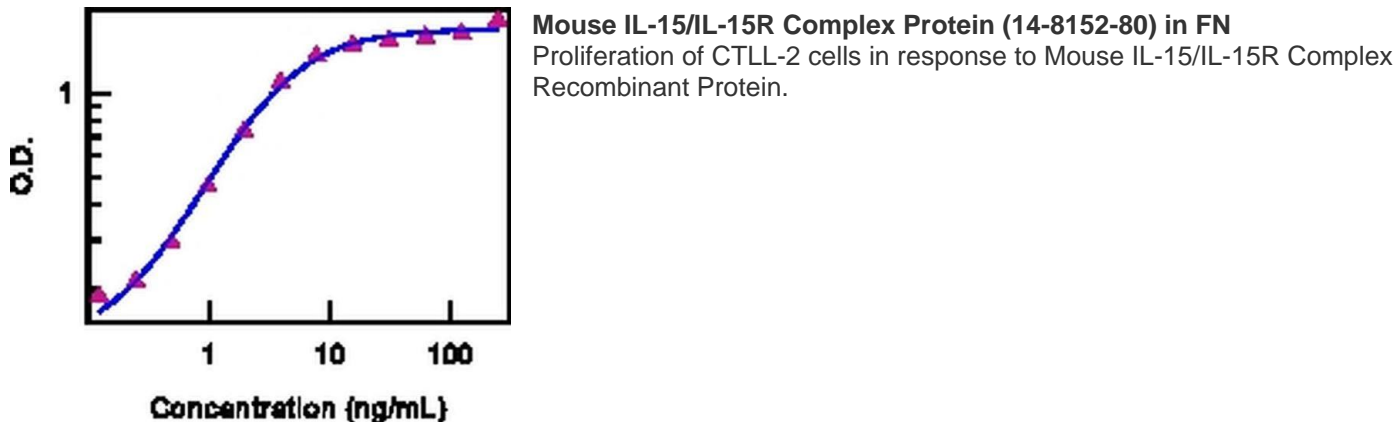 Mouse IL-15/IL-15R Complex Protein (14-8152-80) in FN
Proliferation of CTLL-2 cells in response to Mouse IL-15/IL-15R Complex
Recombinant Protein.
1
O.D.
1 10 100
Concentration (ng/mL)